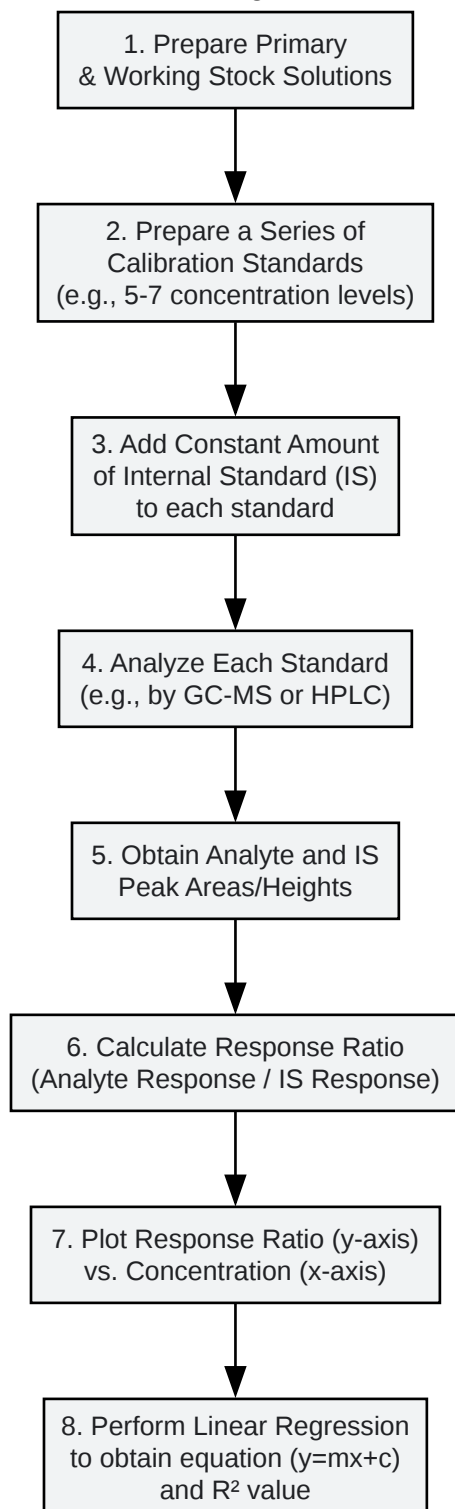 1. Prepare Primary
& Working Stock Solutions
2. Prepare a Series of
Calibration Standards
(e.g., 5-7 concentration levels)
3. Add Constant Amount
of Internal Standard (IS)
to each standard
4. Analyze Each Standard
(e.g., by GC-MS or HPLC)
5. Obtain Analyte and IS
Peak Areas/Heights
6. Calculate Response Ratio
(Analyte Response / IS Response)
7. Plot Response Ratio (y-axis)
vs. Concentration (x-axis)
8. Perform Linear Regression
to obtain equation (y=mx+c)
and R² value